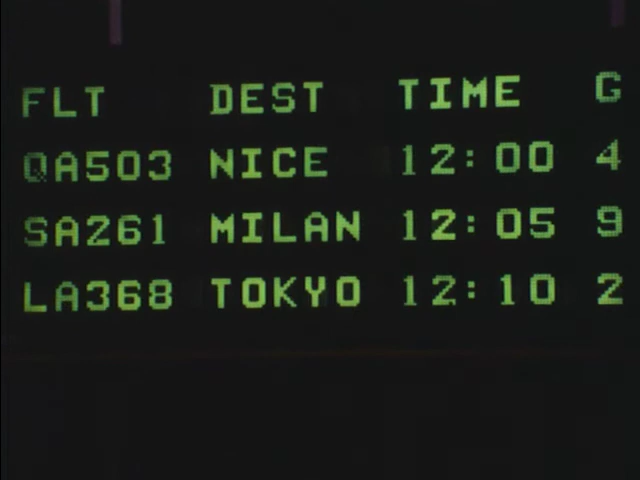 FLT DEST TIME G
QA503 NICE 12:00 4
SA261 MILAN 12:05 9
LA368 TOKYO 12:10 2